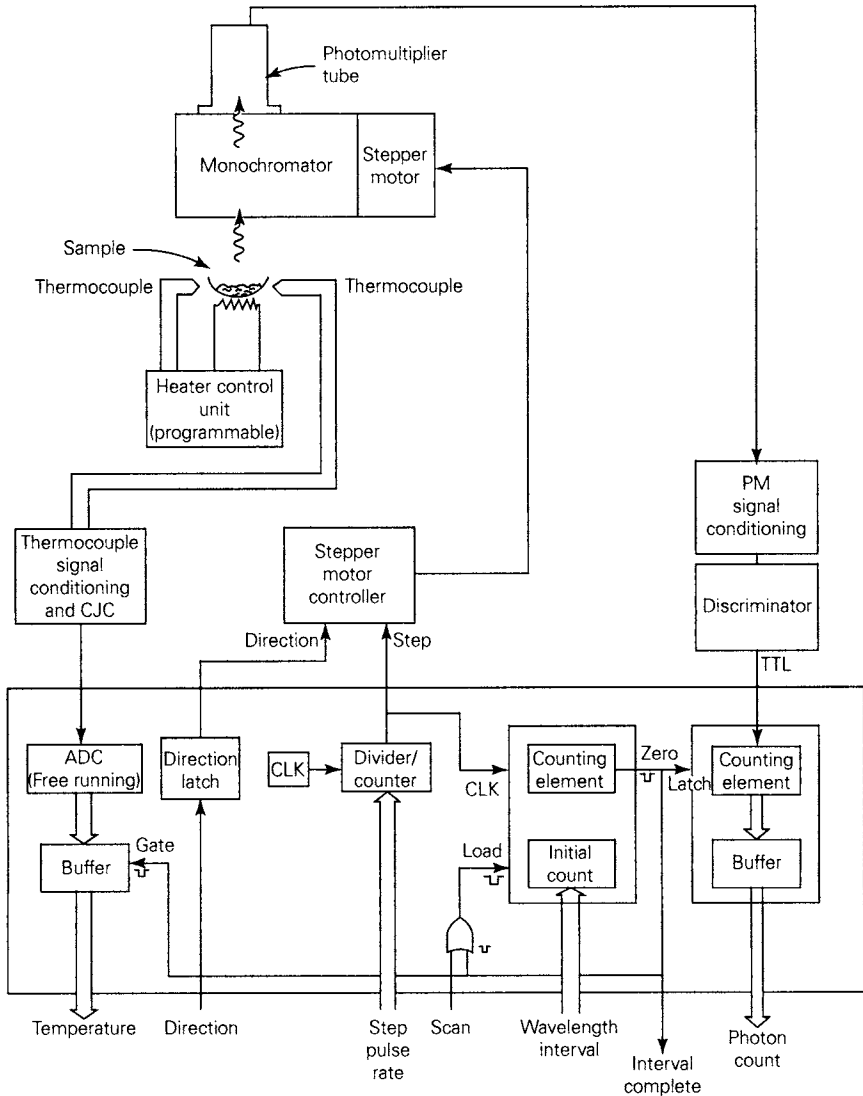 Photomultiplier
tube
Monochromator
Stepper
motor
Sample
Thermocouple
Thermocouple
Heater control
unit
(programmable)
PM
signal
conditioning
Thermocouple
signal
conditioning
and CJC
Stepper
motor
controller
Discriminator
Direction
Step
TTL
ADC
(Free running)
Direction
latch
CLK
Divider/
counter
CLK
Counting
element
Zero
Latch
Counting
element
Gate
Buffer
Load
Initial
count
Buffer
Temperature
Direction
Step
pulse
rate
Scan
Wavelength
interval
Interval
complete
Photon
count